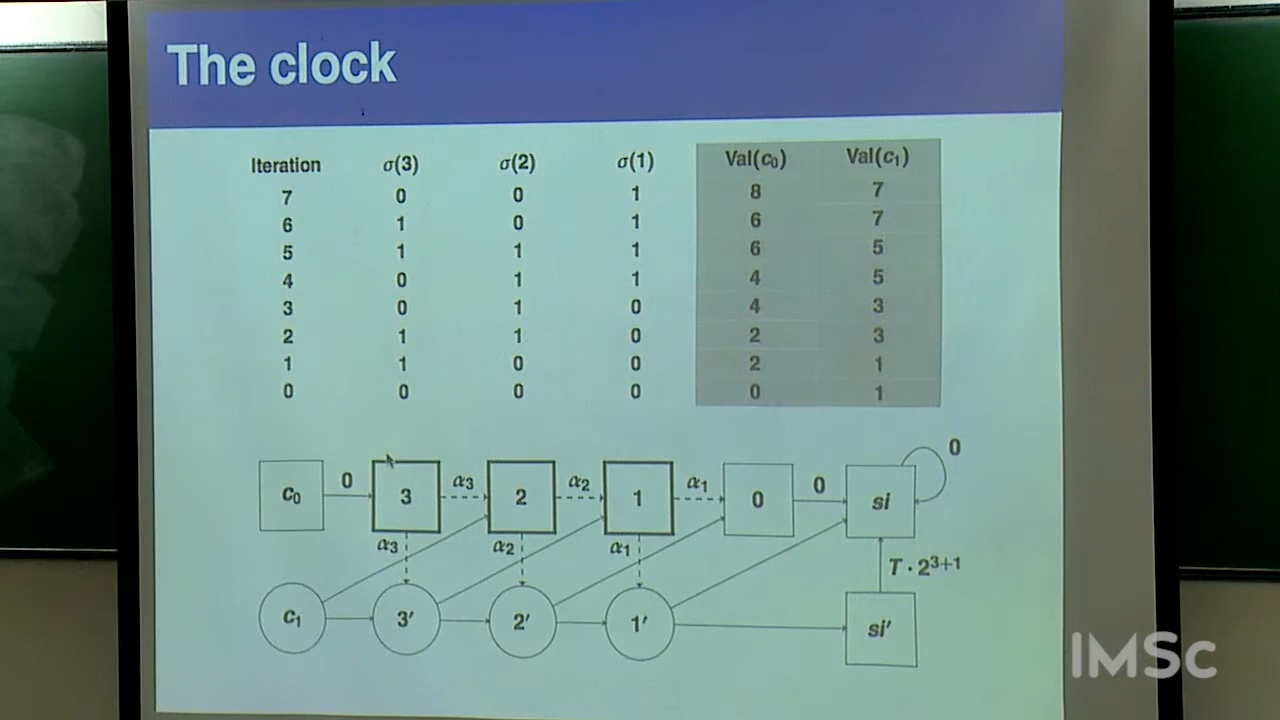 The clock
Iteration σ(3) σ(2) σ(1) Val(c₀) Val(c₁)
7 0 0 1 8 7
6 1 0 1 6 7
5 1 1 1 6 5
4 0 1 1 4 5
3 0 1 0 4 3
2 1 1 0 2 3
1 1 0 0 2 1
0 0 0 0 0 1
0
c₀ 0 3 α₃ 2 α₂ 1 α₁ 0 0 si
α₃ α₂ α₁
T · 2³⁺¹
c₁ 3′ 2′ 1′ si′
IMSc